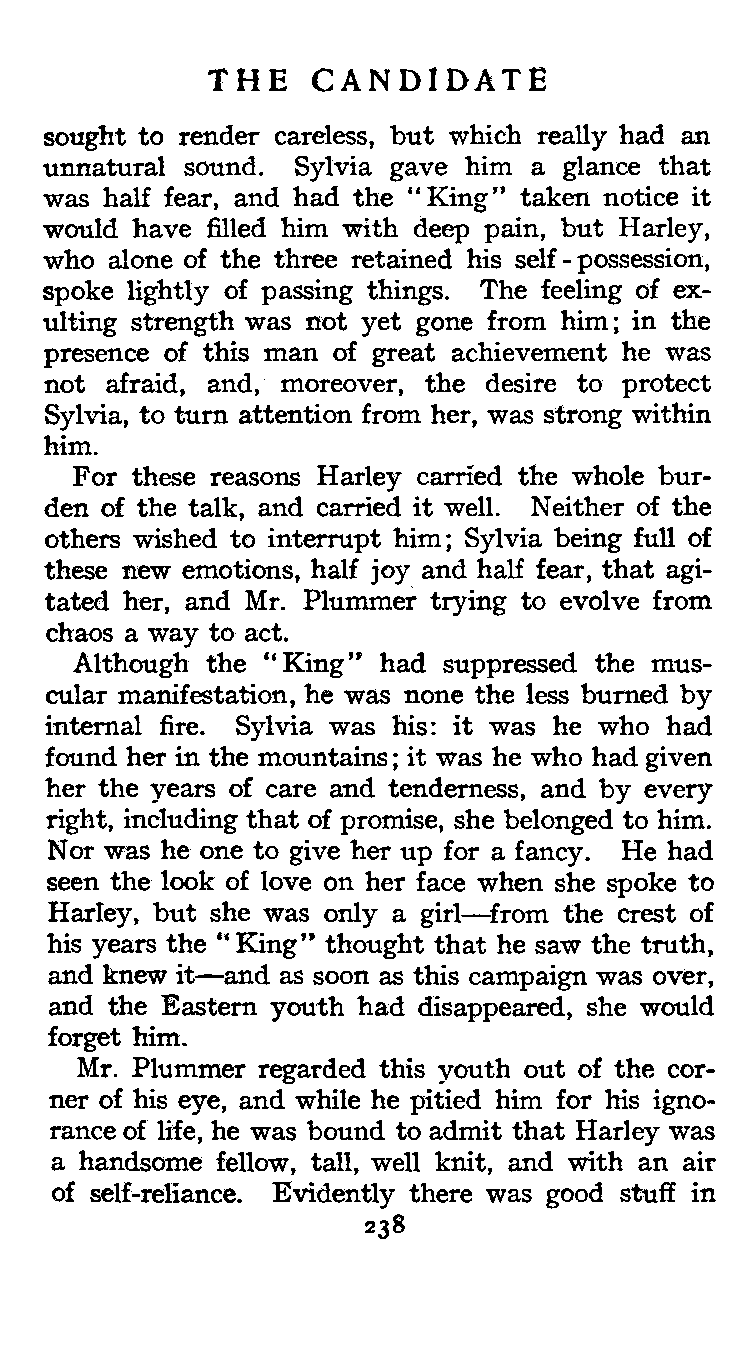 THE CANDIDATE
sought to render careless, but which really had an
unnatural sound. Sylvia gave him a glance that
was half fear, and had the "King" taken notice it
would have filled him with deep pain, but Harley,
who alone of the three retained his self-possession,
spoke lightly of passing things. The feeling of ex-
ulting strength was not yet gone from him; in the
presence of this man of great achievement he was
not afraid, and, moreover, the desire to protect
Sylvia, to turn attention from her, was strong within
him.
For these reasons Harley carried the whole bur-
den of the talk, and carried it well. Neither of the
others wished to interrupt him; Sylvia being full of
these new emotions, half joy and half fear, that agi-
tated her, and Mr. Plummer trying to evolve from
chaos a way to act.
Although the "King" had suppressed the mus-
cular manifestation, he was none the less burned by
internal fire. Sylvia was his: it was he who had
found her in the mountains; it was he who had given
her the years of care and tenderness, and by every
right, including that of promise, she belonged to him.
Nor was he one to give her up for a fancy. He had
seen the look of love on her face when she spoke to
Harley, but she was only a girl—from the crest of
his years the "King" thought that he saw the truth,
and knew it—and as soon as this campaign was over,
and the Eastern youth had disappeared, she would
forget him.
Mr. Plummer regarded this youth out of the cor-
ner of his eye, and while he pitied him for his igno-
rance of life, he was bound to admit that Harley was
a handsome fellow, tall, well knit, and with an air
of self-reliance. Evidently there was good stuff in
238